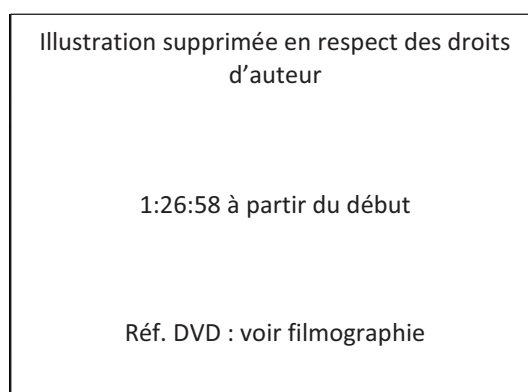 Illustration supprimée en respect des droits
d’auteur
1:26:58 à partir du début
Réf. DVD : voir filmographie